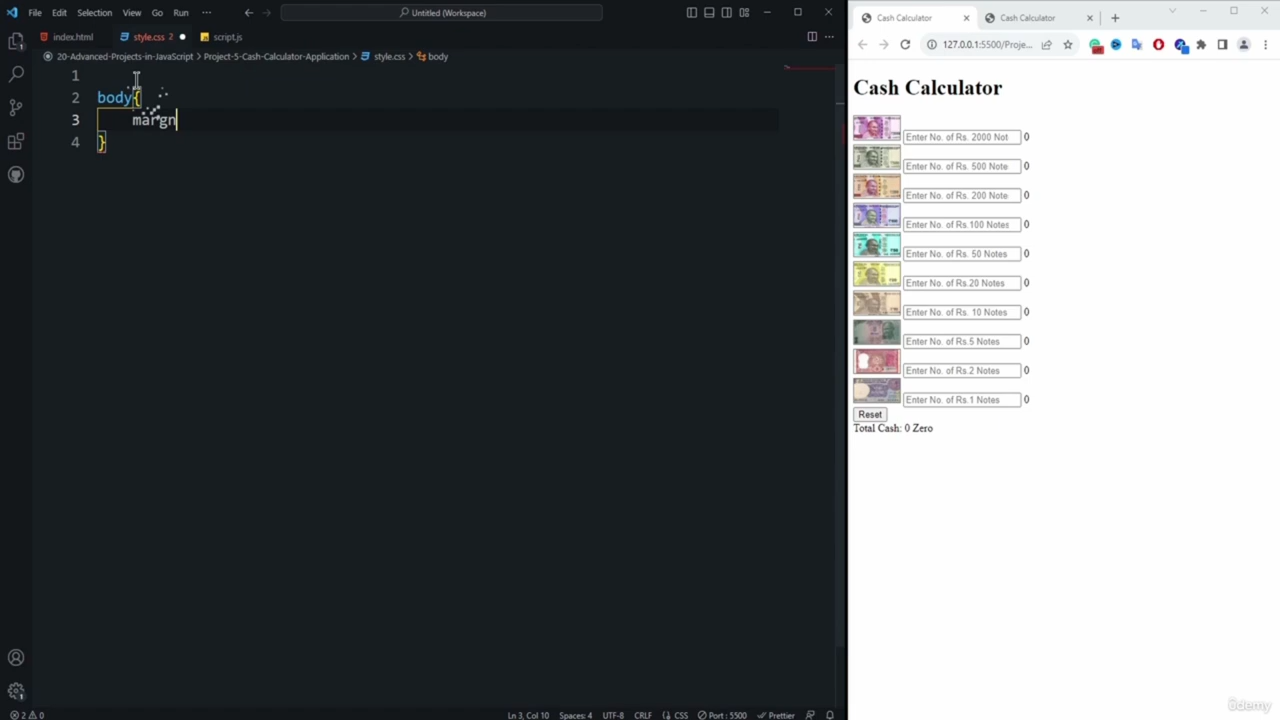 File Edit Selection View Go Run ··· Untitled (Workspace)
index.html style.css 2 script.js
20-Advanced-Projects-in-JavaScript > Project-5-Cash-Calculator-Application > style.css > body
1
2 body{
3 margn
4 }
2 0 Ln 3, Col 10 Spaces: 4 UTF-8 CRLF CSS Port : 5500 Prettier
Cash Calculator Cash Calculator
127.0.0.1:5500/Proje...
Cash Calculator
Enter No. of Rs. 2000 Not 0
Enter No. of Rs. 500 Note 0
Enter No. of Rs. 200 Note 0
Enter No. of Rs.100 Notes 0
Enter No. of Rs. 50 Notes 0
Enter No. of Rs.20 Notes 0
Enter No. of Rs. 10 Notes 0
Enter No. of Rs.5 Notes 0
Enter No. of Rs.2 Notes 0
Enter No. of Rs.1 Notes 0
Reset
Total Cash: 0 Zero
ûdemy